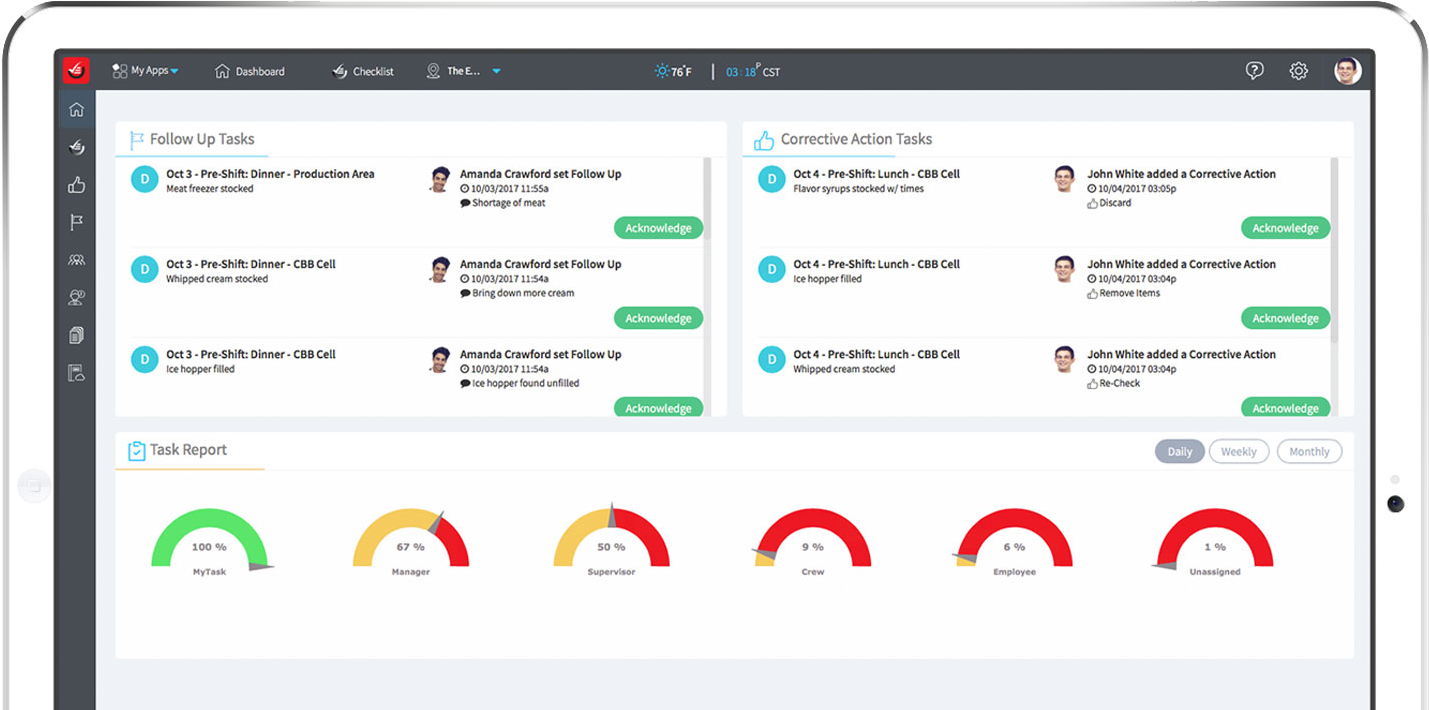 My Apps
Dashboard
Checklist
The E...
76°F
03:18 P CST
Follow Up Tasks
D
Oct 3 - Pre-Shift: Dinner - Production Area
Meat freezer stocked
Amanda Crawford set Follow Up
10/03/2017 11:55a
Shortage of meat
Acknowledge
D
Oct 3 - Pre-Shift: Dinner - CBB Cell
Whipped cream stocked
Amanda Crawford set Follow Up
10/03/2017 11:54a
Bring down more cream
Acknowledge
D
Oct 3 - Pre-Shift: Dinner - CBB Cell
Ice hopper filled
Amanda Crawford set Follow Up
10/03/2017 11:54a
Ice hopper found unfilled
Acknowledge
Corrective Action Tasks
D
Oct 4 - Pre-Shift: Lunch - CBB Cell
Flavor syrups stocked w/ times
John White added a Corrective Action
10/04/2017 03:05p
Discard
Acknowledge
D
Oct 4 - Pre-Shift: Lunch - CBB Cell
Ice hopper filled
John White added a Corrective Action
10/04/2017 03:04p
Remove Items
Acknowledge
D
Oct 4 - Pre-Shift: Lunch - CBB Cell
Whipped cream stocked
John White added a Corrective Action
10/04/2017 03:04p
Re-Check
Acknowledge
Task Report
Daily
Weekly
Monthly
100 %
MyTask
67 %
Manager
50 %
Supervisor
9 %
Crew
6 %
Employee
1 %
Unassigned